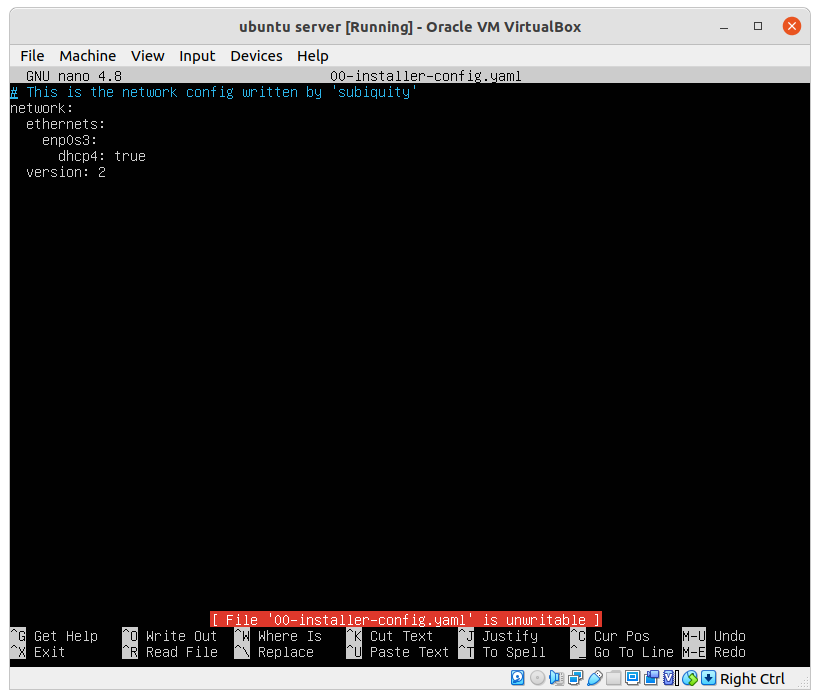 ubuntu server [Running] - Oracle VM VirtualBox
File Machine View Input Devices Help
GNU nano 4.8 00-installer-config.yaml
# This is the network config written by 'subiquity'
network:
  ethernets:
    enp0s3:
      dhcp4: true
  version: 2
[ File '00-installer-config.yaml' is unwritable ]
^G Get Help ^O Write Out ^W Where Is ^K Cut Text ^J Justify ^C Cur Pos M-U Undo
^X Exit ^R Read File ^\ Replace ^U Paste Text ^T To Spell ^_ Go To Line M-E Redo
Right Ctrl